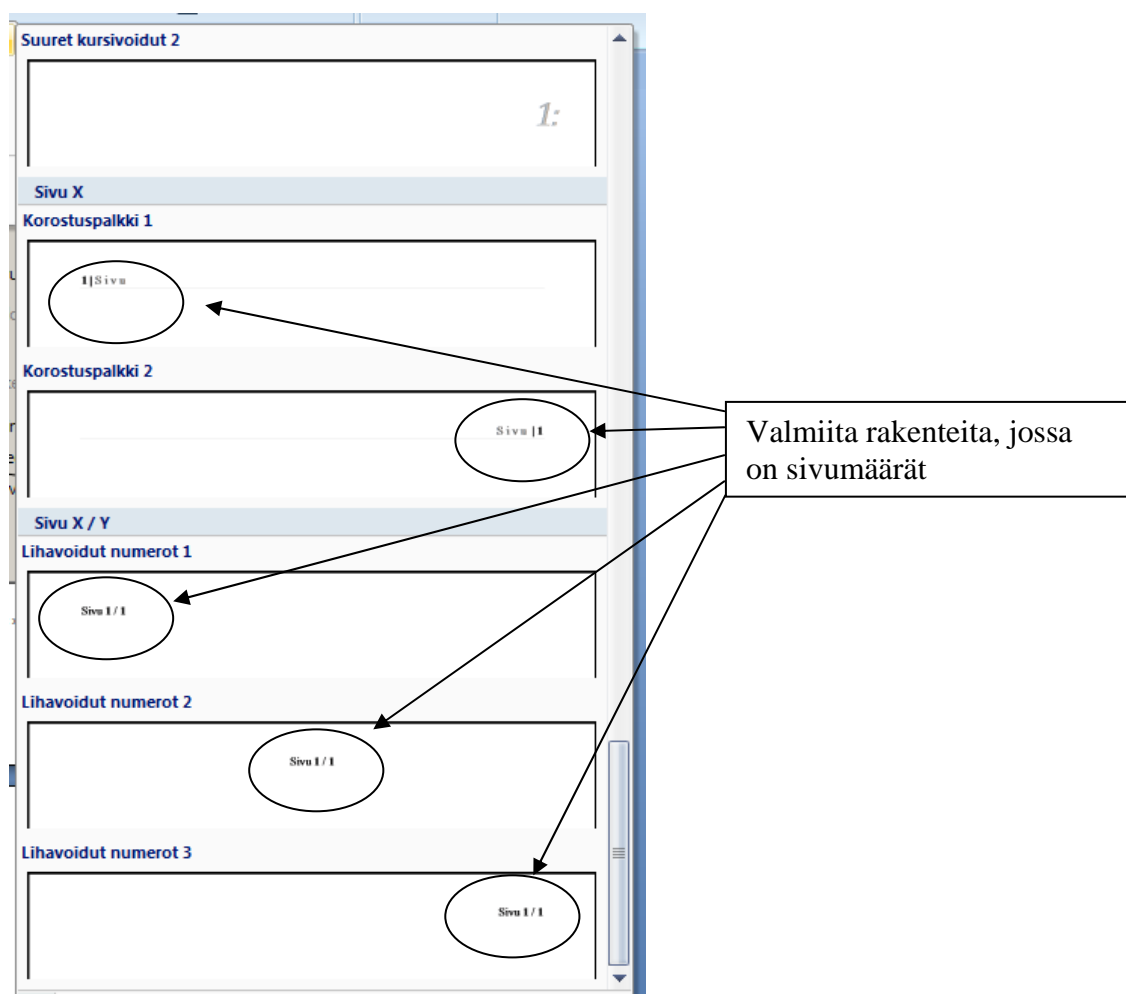 Suuret kursivoidut 2
1:
Sivu X
Korostuspalkki 1
1|Sivu
Korostuspalkki 2
Sivu|1
Valmiita rakenteita, jossa
on sivumäärät
Sivu X / Y
Lihavoidut numerot 1
Sivu 1 / 1
Lihavoidut numerot 2
Sivu 1 / 1
Lihavoidut numerot 3
Sivu 1 / 1